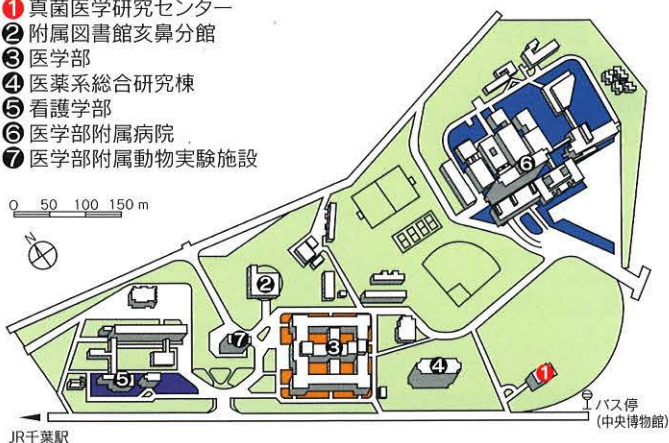 ❶ 真菌医学研究センター
❷ 附属図書館亥鼻分館
❸ 医学部
❹ 医薬系総合研究棟
❺ 看護学部
❻ 医学部附属病院
❼ 医学部附属動物実験施設
0 50 100 150 m
N
❻
❷
❼
❸
❹
❶
❺
バス停
(中央博物館)
JR千葉駅